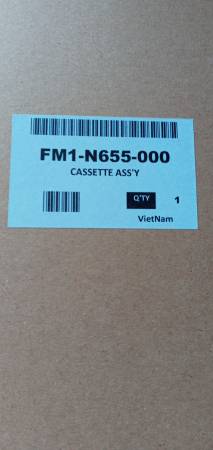 FM1-N655-000
CASSETTE ASS'Y
Q'TY 1
VietNam